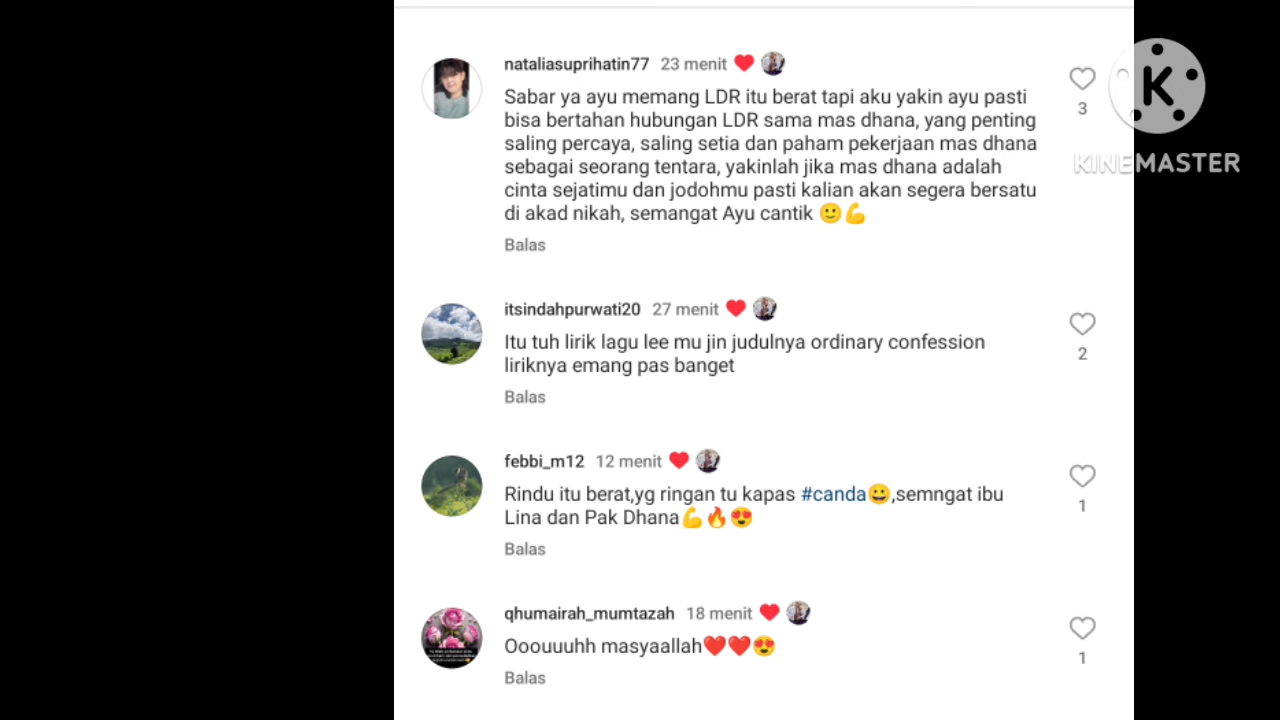 nataliasuprihatin77 23 menit ❤️
Sabar ya ayu memang LDR itu berat tapi aku yakin ayu pasti
bisa bertahan hubungan LDR sama mas dhana, yang penting
saling percaya, saling setia dan paham pekerjaan mas dhana
sebagai seorang tentara, yakinlah jika mas dhana adalah
cinta sejatimu dan jodohmu pasti kalian akan segera bersatu
di akad nikah, semangat Ayu cantik 🙂💪
3
Balas
K
KINEMASTER
itsindahpurwati20 27 menit ❤️
Itu tuh lirik lagu lee mu jin judulnya ordinary confession
liriknya emang pas banget
2
Balas
febbi_m12 12 menit ❤️
Rindu itu berat,yg ringan tu kapas #canda😀,semngat ibu
Lina dan Pak Dhana💪🔥😍
1
Balas
qhumairah_mumtazah 18 menit ❤️
Ooouuuhh masyaallah❤️❤️😍
1
Balas